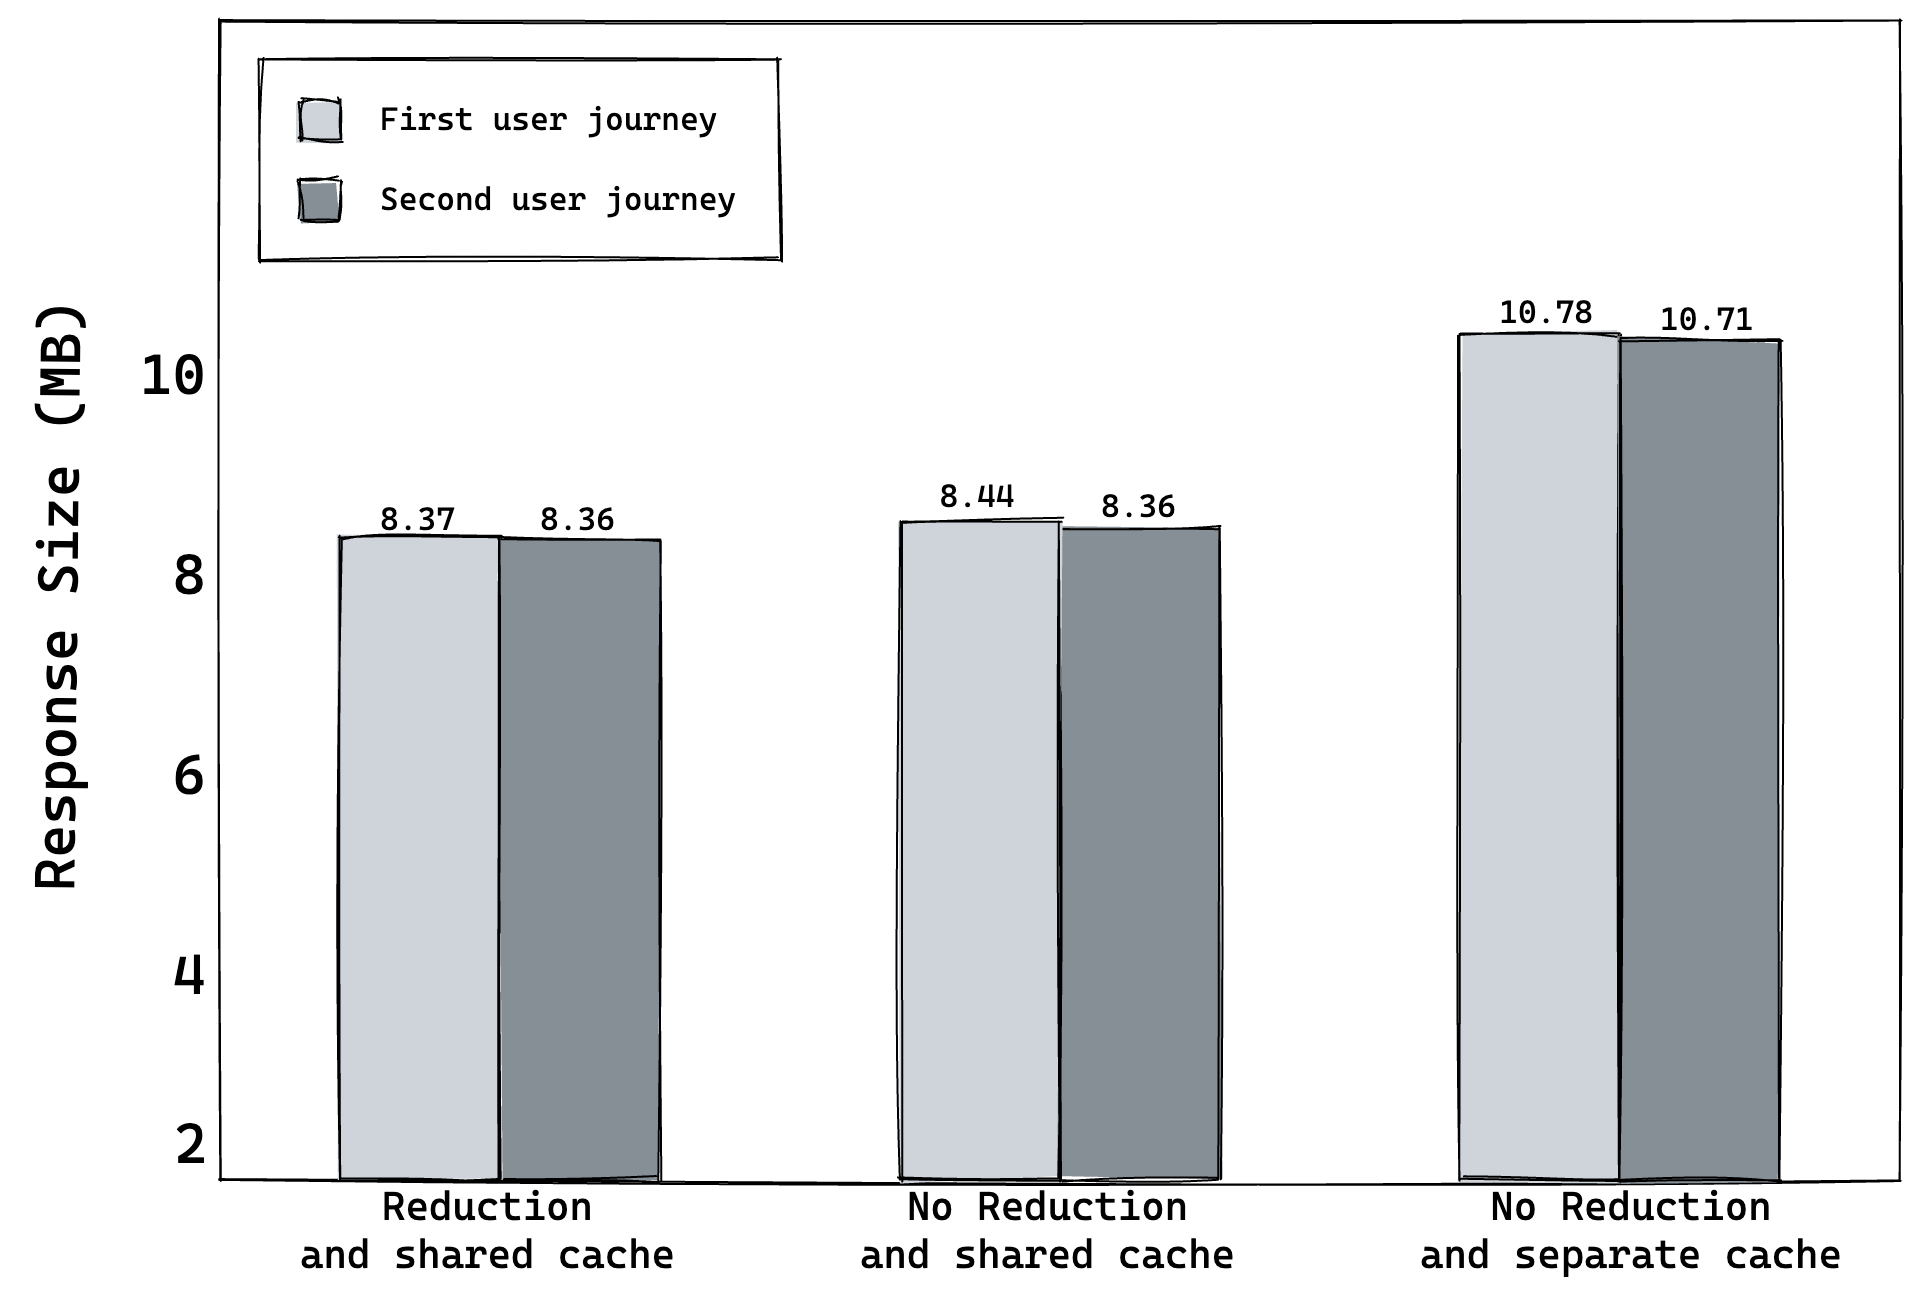 First user journey
Second user journey
Response Size (MB)
10
8
6
4
2
8.37
8.36
8.44
8.36
10.78
10.71
Reduction
and shared cache
No Reduction
and shared cache
No Reduction
and separate cache